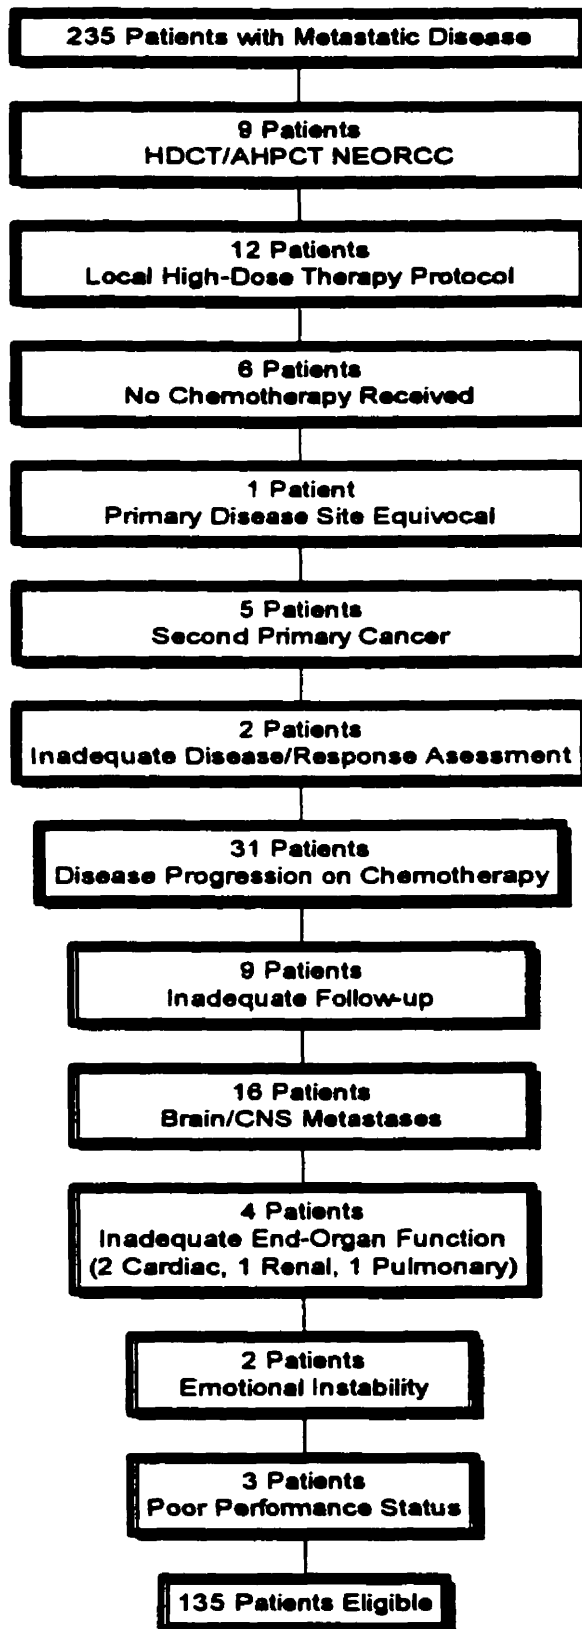 235 Patients with Metastatic Disease
9 Patients
HDCT/AHPCT NEORCC
12 Patients
Local High-Dose Therapy Protocol
6 Patients
No Chemotherapy Received
1 Patient
Primary Disease Site Equivocal
5 Patients
Second Primary Cancer
2 Patients
Inadequate Disease/Response Asessment
31 Patients
Disease Progression on Chemotherapy
9 Patients
Inadequate Follow-up
16 Patients
Brain/CNS Metastases
4 Patients
Inadequate End-Organ Function
(2 Cardiac, 1 Renal, 1 Pulmonary)
2 Patients
Emotional Instability
3 Patients
Poor Performance Status
135 Patients Eligible